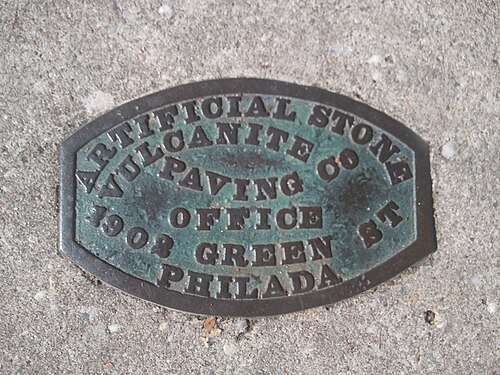 ARTIFICIAL STONE
VULCANITE CO
PAVING
OFFICE
1902 GREEN ST
PHILADA